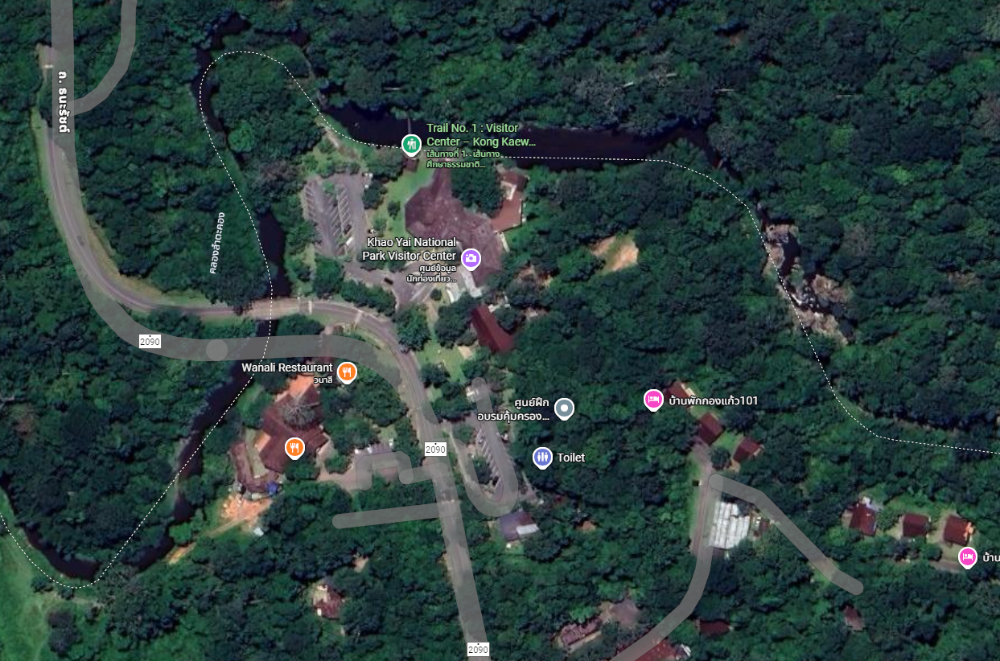 ถ. ธนะรัชต์
Trail No. 1 : Visitor
Center – Kong Kaew...
เส้นทางที่ 1 - เส้นทาง
ศึกษาธรรมชาติ...
คลองลำตะคอง
Khao Yai National
Park Visitor Center
ศูนย์ข้อมูล
นักท่องเที่ยว...
2090
Wanali Restaurant
วนาลี
ศูนย์ฝึก
อบรมคุ้มครอง...
บ้านพักกองแก้ว101
2090
Toilet
บ้าน
2090